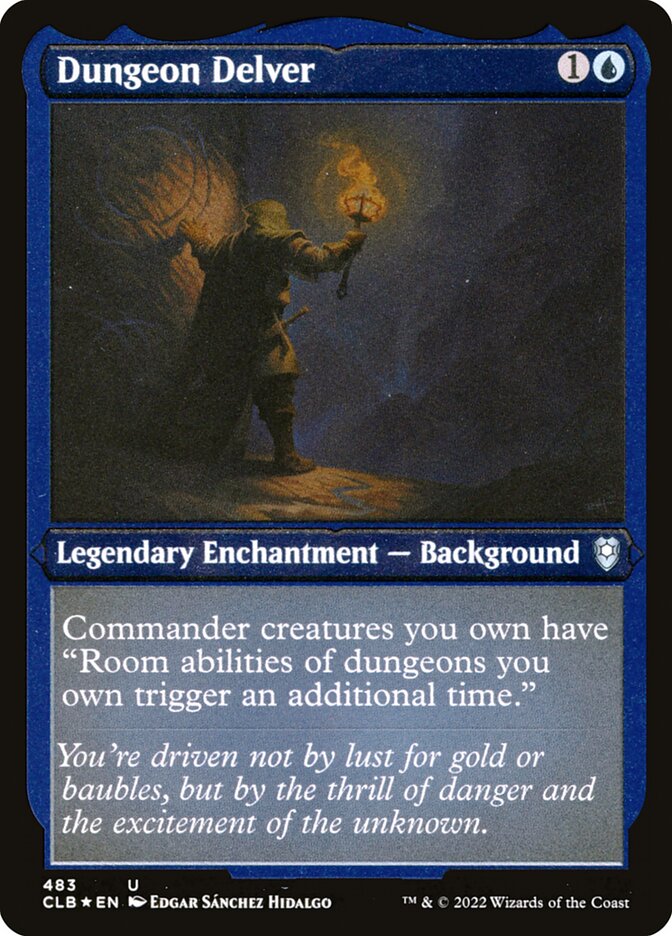 Dungeon Delver 1
Legendary Enchantment — Background
Commander creatures you own have
“Room abilities of dungeons you
own trigger an additional time.”
You’re driven not by lust for gold or
baubles, but by the thrill of danger and
the excitement of the unknown.
483 U
CLB ★ EN Edgar Sánchez Hidalgo ™ & © 2022 Wizards of the Coast